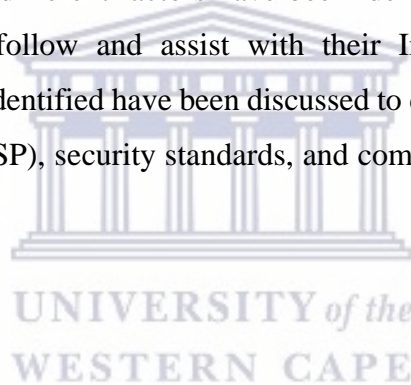 follow and assist with their
dentified have been discussed to
SP), security standards, and com
UNIVERSITY of the
WESTERN CAPE